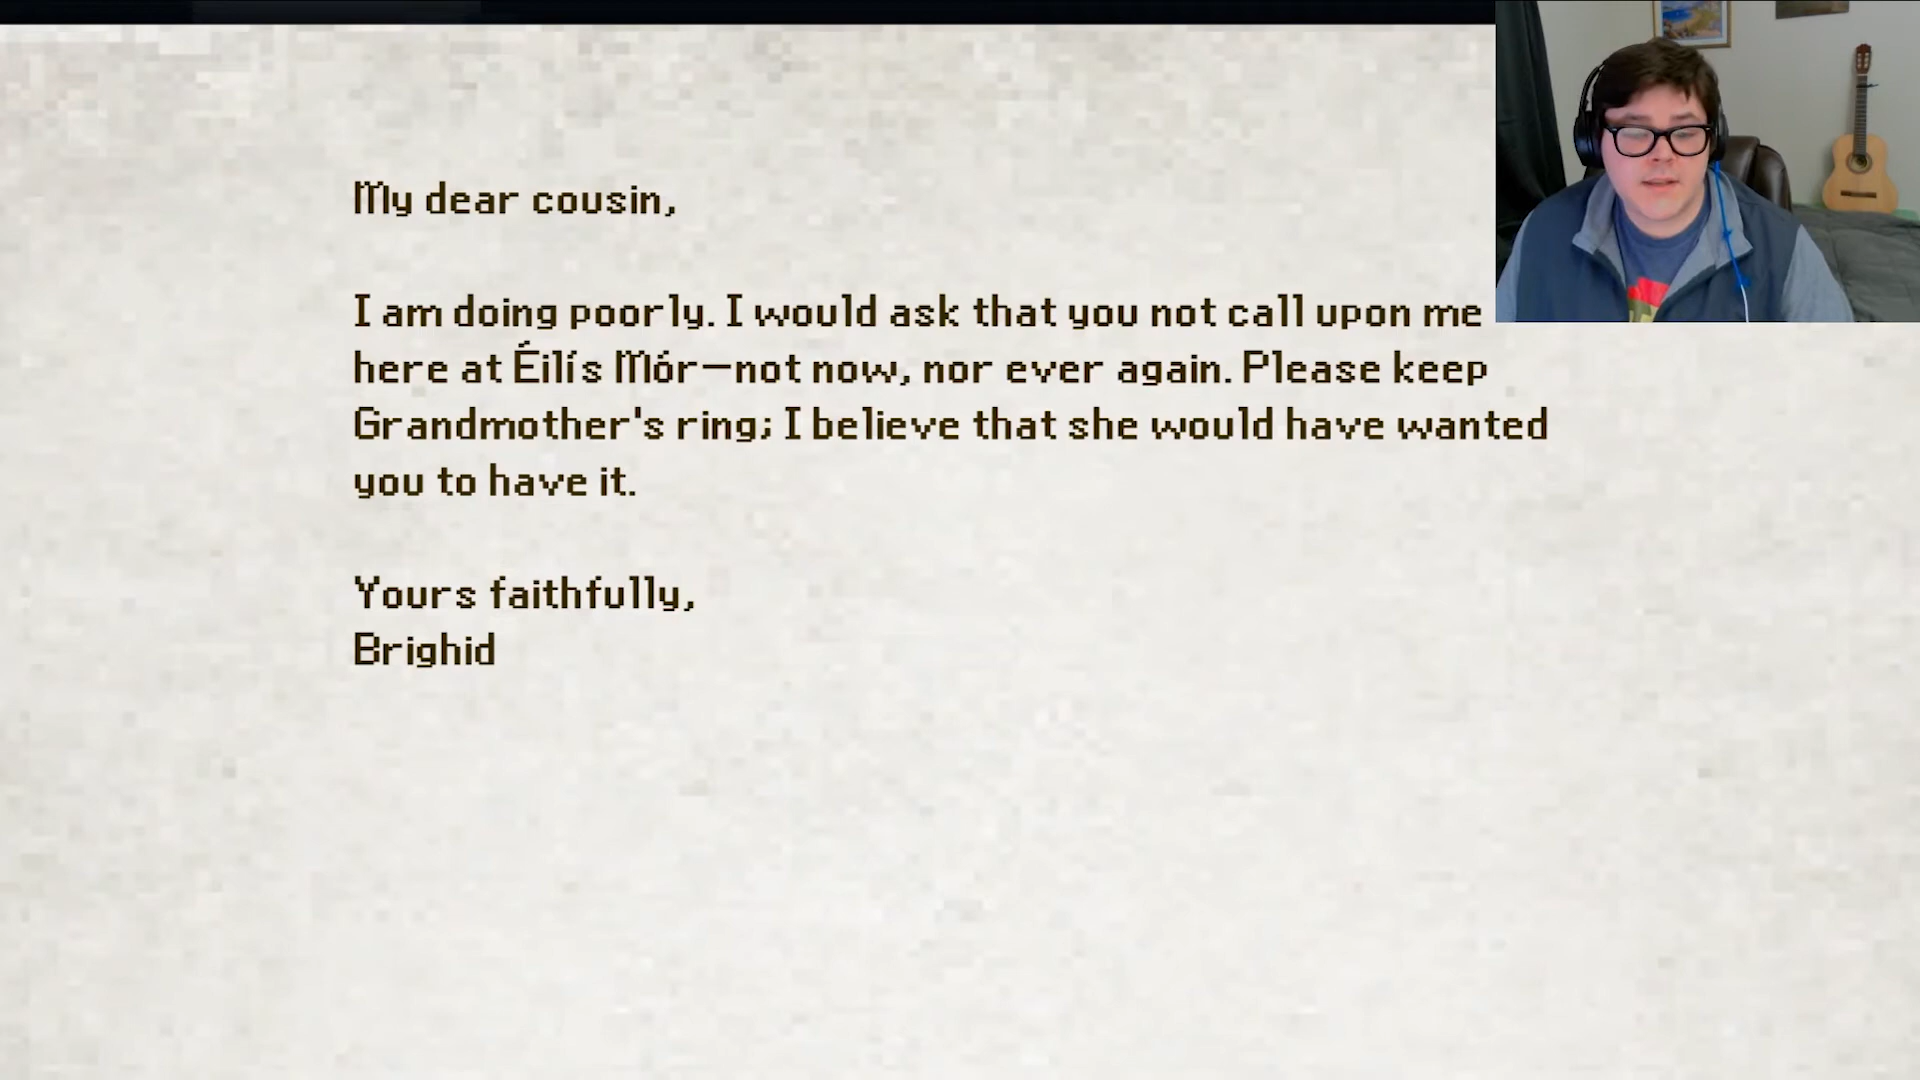 My dear cousin,
I am doing poorly. I would ask that you not call upon me
here at Éilís Mór—not now, nor ever again. Please keep
Grandmother's ring; I believe that she would have wanted
you to have it.
Yours faithfully,
Brighid